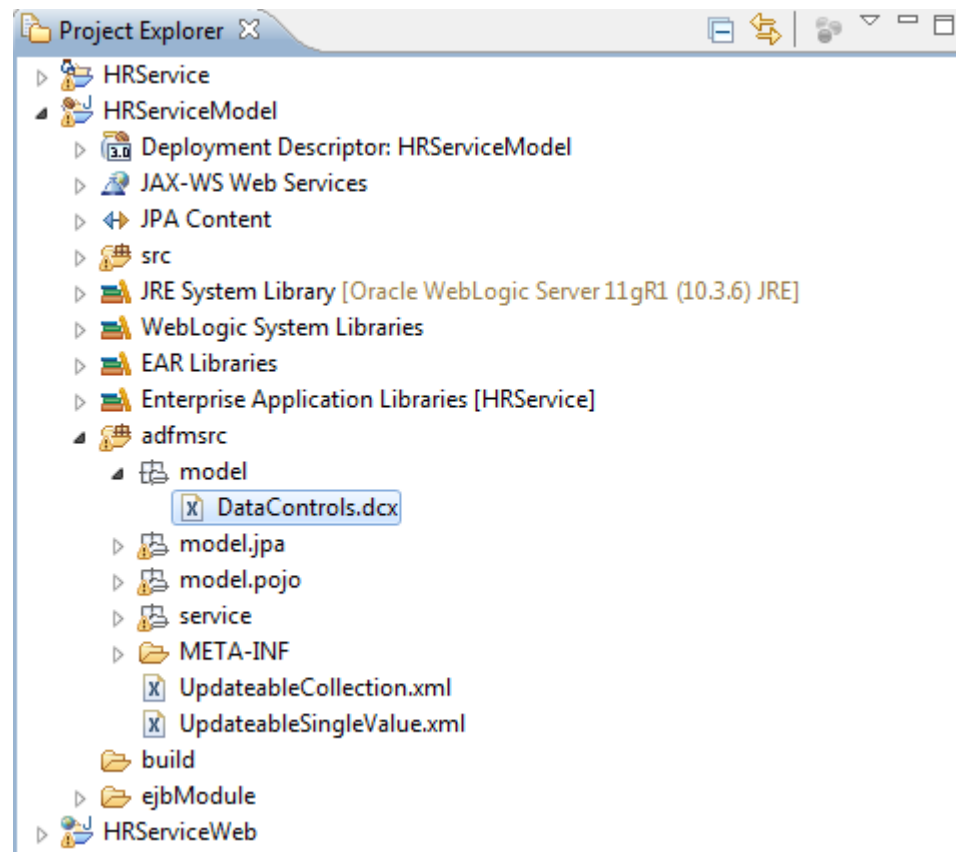 Project Explorer
HRService
HRServiceModel
3.0 Deployment Descriptor: HRServiceModel
JAX-WS Web Services
JPA Content
src
JRE System Library [Oracle WebLogic Server 11gR1 (10.3.6) JRE]
WebLogic System Libraries
EAR Libraries
Enterprise Application Libraries [HRService]
adfmsrc
model
X DataControls.dcx
model.jpa
model.pojo
service
META-INF
X UpdateableCollection.xml
X UpdateableSingleValue.xml
build
ejbModule
HRServiceWeb